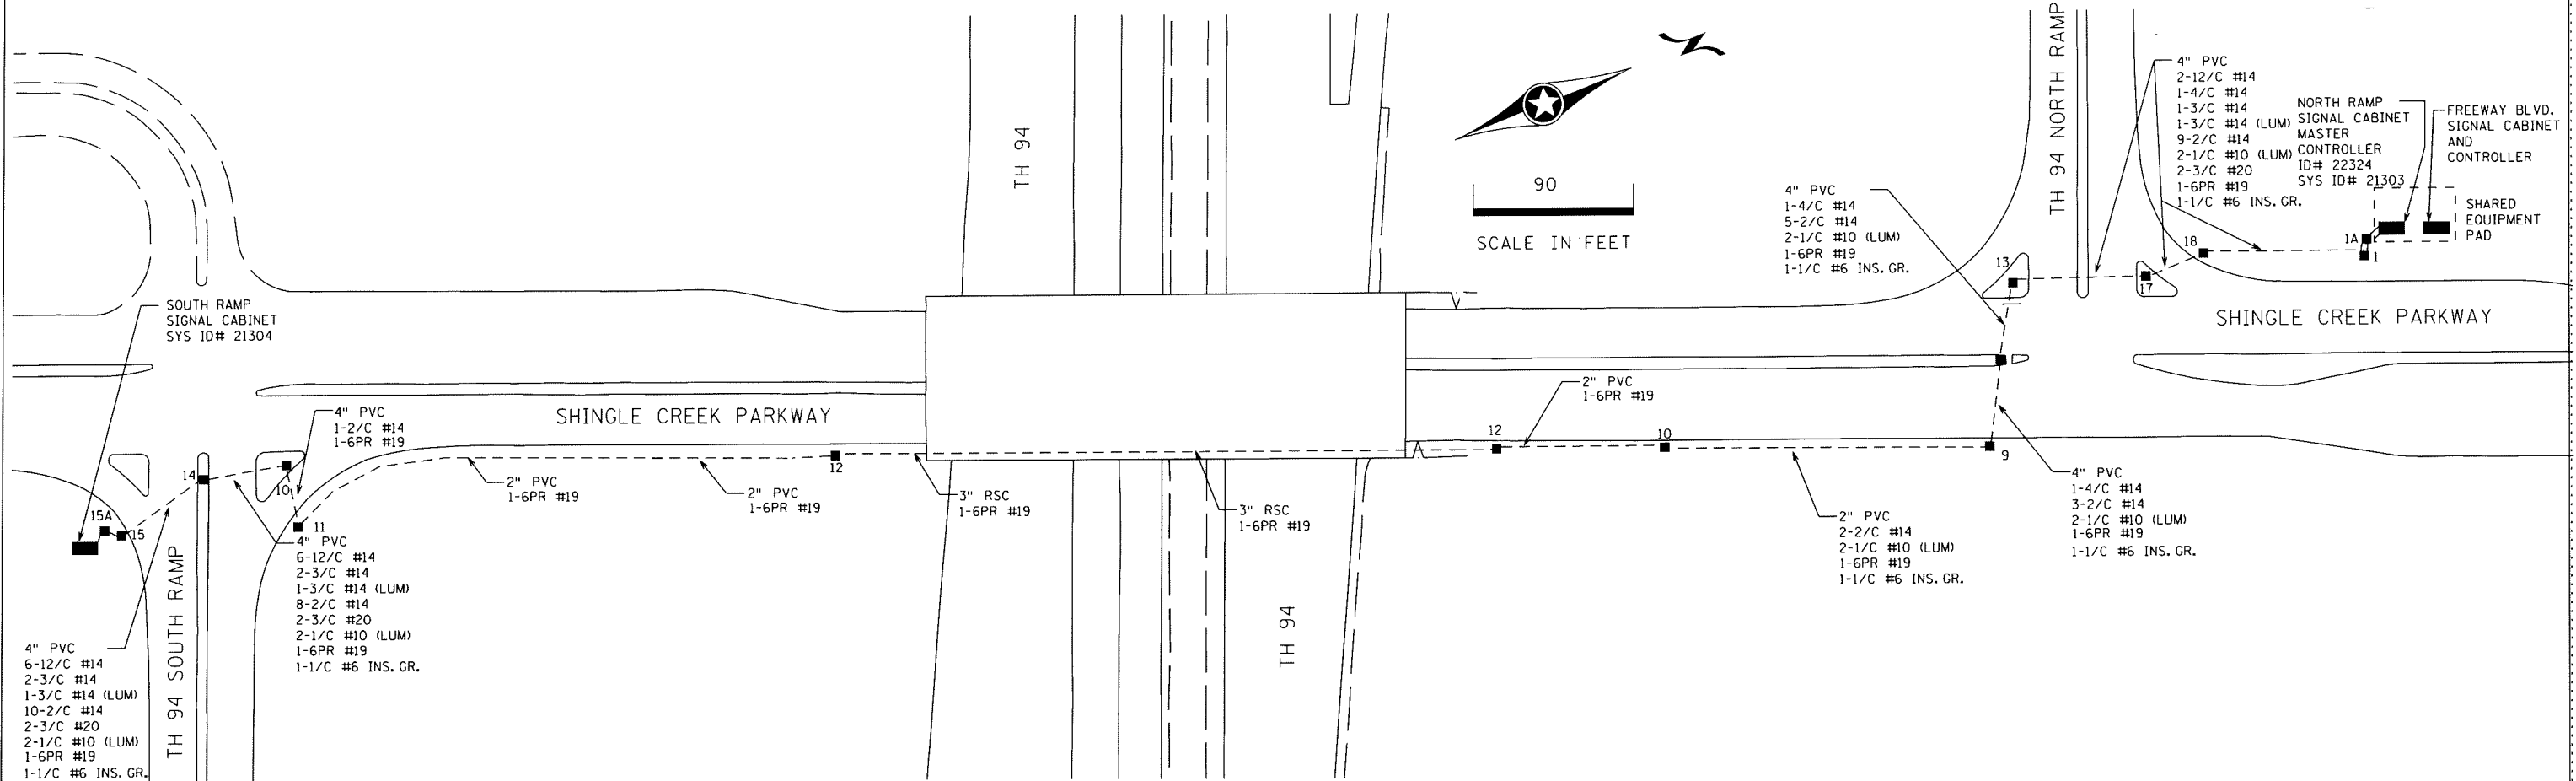 SOUTH RAMP
SIGNAL CABINET
SYS ID# 21304
4" PVC
1-2/C #14
1-6PR #19
SHINGLE CREEK PARKWAY
14
10
11
15A
15
4" PVC
6-12/C #14
2-3/C #14
1-3/C #14 (LUM)
10-2/C #14
2-3/C #20
2-1/C #10 (LUM)
1-6PR #19
1-1/C #6 INS. GR.
TH 94 SOUTH RAMP
4" PVC
6-12/C #14
2-3/C #14
1-3/C #14 (LUM)
8-2/C #14
2-3/C #20
2-1/C #10 (LUM)
1-6PR #19
1-1/C #6 INS. GR.
2" PVC
1-6PR #19
2" PVC
1-6PR #19
12
3" RSC
1-6PR #19
3" RSC
1-6PR #19
TH 94
TH 94
N
90
SCALE IN FEET
12
2" PVC
1-6PR #19
10
2" PVC
2-2/C #14
2-1/C #10 (LUM)
1-6PR #19
1-1/C #6 INS. GR.
9
4" PVC
1-4/C #14
3-2/C #14
2-1/C #10 (LUM)
1-6PR #19
1-1/C #6 INS. GR.
4" PVC
1-4/C #14
5-2/C #14
2-1/C #10 (LUM)
1-6PR #19
1-1/C #6 INS. GR.
13
TH 94 NORTH RAMP
17
18
4" PVC
2-12/C #14
1-4/C #14
1-3/C #14
1-3/C #14 (LUM)
9-2/C #14
2-1/C #10 (LUM)
2-3/C #20
1-6PR #19
1-1/C #6 INS. GR.
NORTH RAMP
SIGNAL CABINET
MASTER
CONTROLLER
ID# 22324
SYS ID# 21303
FREEWAY BLVD.
SIGNAL CABINET
AND
CONTROLLER
SHARED
EQUIPMENT
PAD
1A
1
SHINGLE CREEK PARKWAY